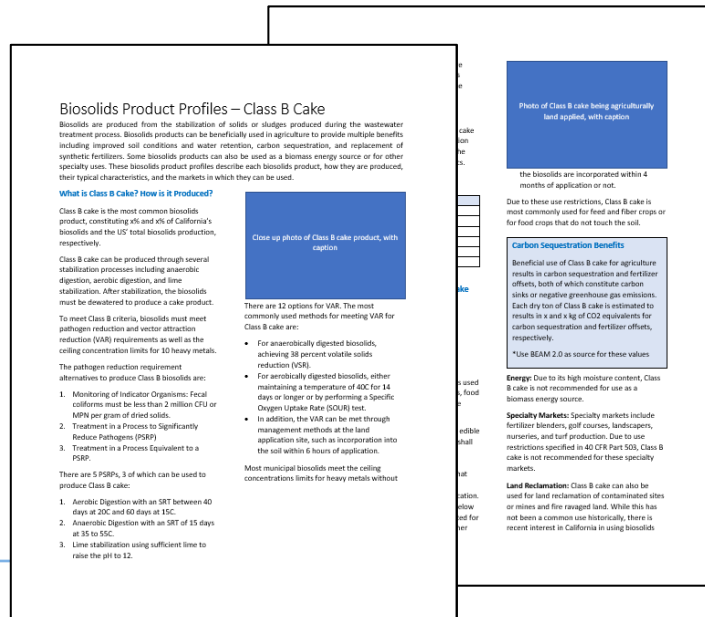 Biosolids Product Profiles – Class B Cake
Biosolids are produced from the stabilization of solids or sludges produced during the wastewater
treatment process. Biosolids products can be beneficially used in agriculture to provide multiple benefits
including improved soil conditions and water retention, carbon sequestration, and replacement of
synthetic fertilizers. Some biosolids products can also be used as a biomass energy source or for other
specialty uses. These biosolids product profiles describe each biosolids product, how they are produced,
their typical characteristics, and the markets in which they can be used.
What is Class B Cake? How is it Produced?
Class B cake is the most common biosolids
product, constituting x% and x% of California's
biosolids and the US' total biosolids production,
respectively.
Class B cake can be produced through several
stabilization processes including anaerobic
digestion, aerobic digestion, and lime
stabilization. After stabilization, the biosolids
must be dewatered to produce a cake product.
To meet Class B criteria, biosolids must meet
pathogen reduction and vector attraction
reduction (VAR) requirements as well as the
ceiling concentration limits for 10 heavy metals.
The pathogen reduction requirement
alternatives to produce Class B biosolids are:
1. Monitoring of Indicator Organisms: Fecal
coliforms must be less than 2 million CFU or
MPN per gram of dried solids.
2. Treatment in a Process to Significantly
Reduce Pathogens (PSRP)
3. Treatment in a Process Equivalent to a
PSRP.
There are 5 PSRPs, 3 of which can be used to
produce Class B cake:
1. Aerobic Digestion with an SRT between 40
days at 20C and 60 days at 15C.
2. Anaerobic Digestion with an SRT of 15 days
at 35 to 55C.
3. Lime stabilization using sufficient lime to
raise the pH to 12.
Close up photo of Class B cake product, with
caption
There are 12 options for VAR. The most
commonly used methods for meeting VAR for
Class B cake are:
• For anaerobically digested biosolids,
achieving 38 percent volatile solids
reduction (VSR).
• For aerobically digested biosolids, either
maintaining a temperature of 40C for 14
days or longer or by performing a Specific
Oxygen Uptake Rate (SOUR) test.
• In addition, the VAR can be met through
management methods at the land
application site, such as incorporation into
the soil within 6 hours of application.
Most municipal biosolids meet the ceiling
concentrations limits for heavy metals without
cake
ake
s used
, food
edible
shall
hat
cation.
elow
ed for
her
Photo of Class B cake being agriculturally
land applied, with caption
the biosolids are incorporated within 4
months of application or not.
Due to these use restrictions, Class B cake is
most commonly used for feed and fiber crops or
for food crops that do not touch the soil.
Carbon Sequestration Benefits
Beneficial use of Class B cake for agriculture
results in carbon sequestration and fertilizer
offsets, both of which constitute carbon
sinks or negative greenhouse gas emissions.
Each dry ton of Class B cake is estimated to
results in x and x kg of CO2 equivalents for
carbon sequestration and fertilizer offsets,
respectively.
*Use BEAM 2.0 as source for these values
Energy: Due to its high moisture content, Class
B cake is not recommended for use as a
biomass energy source.
Specialty Markets: Specialty markets include
fertilizer blenders, golf courses, landscapers,
nurseries, and turf production. Due to use
restrictions specified in 40 CFR Part 503, Class B
cake is not recommended for these specialty
markets.
Land Reclamation: Class B cake can also be
used for land reclamation of contaminated sites
or mines and fire ravaged lands. While this has
not been a common use historically, there is
recent interest in California in using biosolids